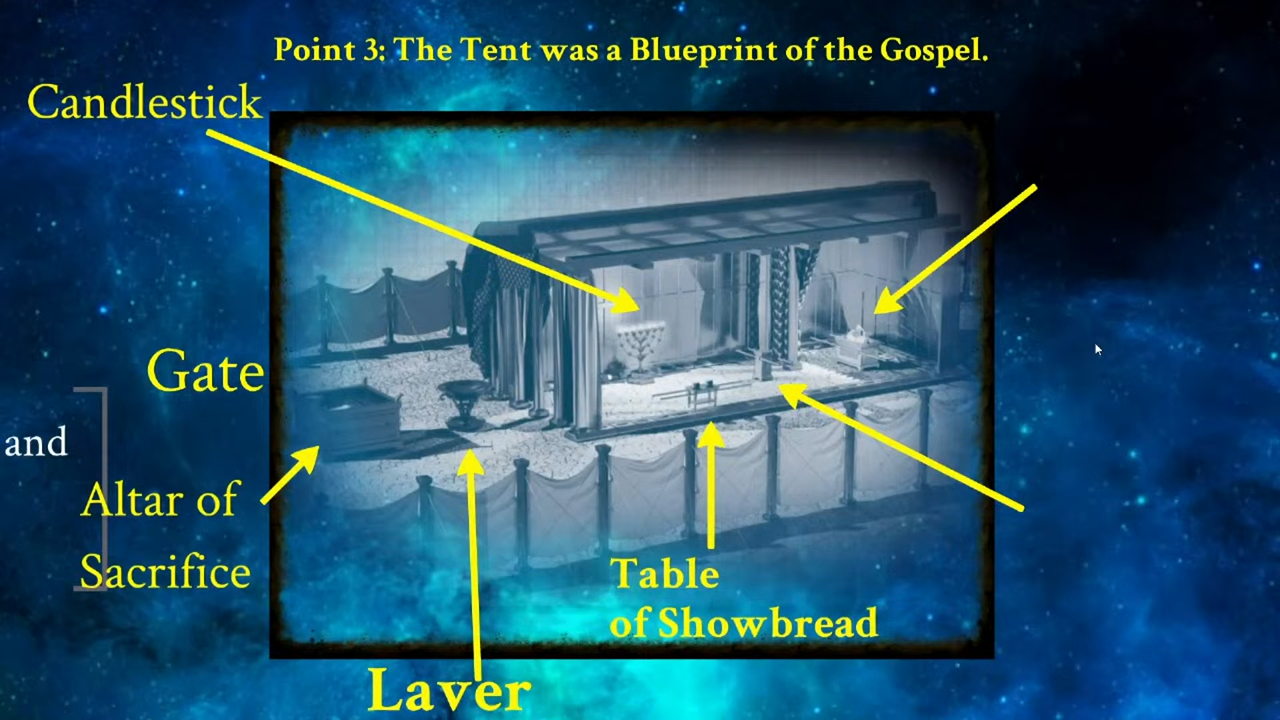 Point 3: The Tent was a Blueprint of the Gospel.
Candlestick
Gate
and
Altar of
Sacrifice
Table
of Showbread
Laver